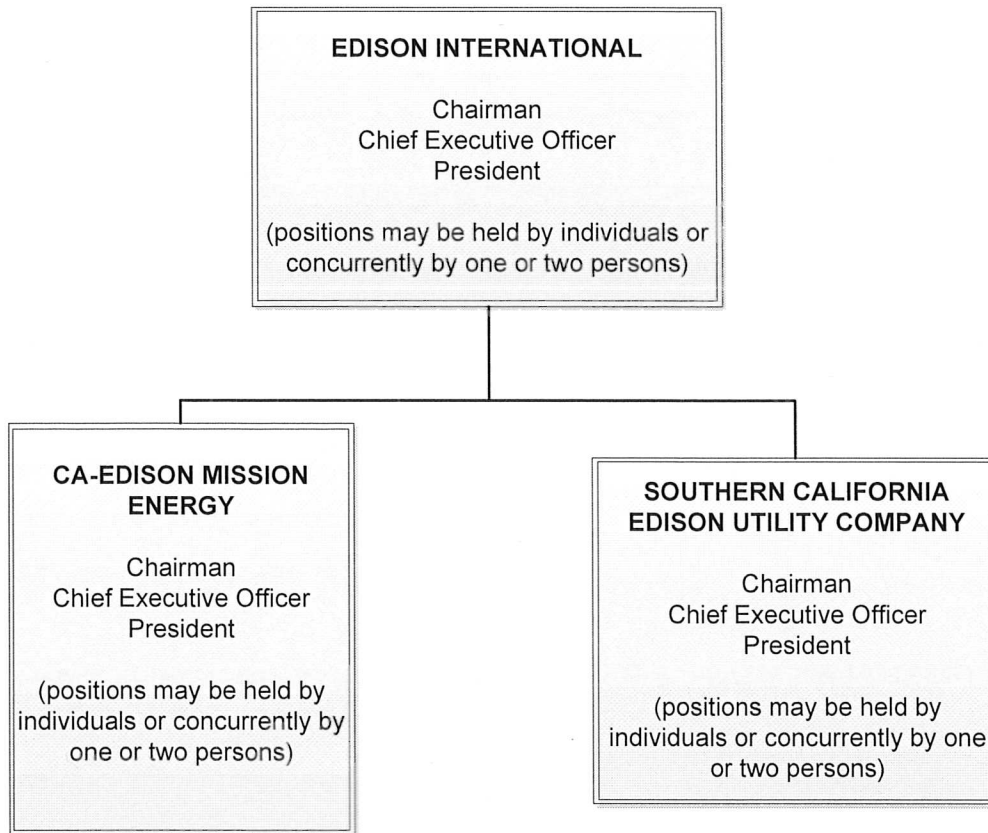 EDISON INTERNATIONAL
Chairman
Chief Executive Officer
President
(positions may be held by individuals or
concurrently by one or two persons)
CA-EDISON MISSION
ENERGY
Chairman
Chief Executive Officer
President
(positions may be held by
individuals or concurrently by
one or two persons)
SOUTHERN CALIFORNIA
EDISON UTILITY COMPANY
Chairman
Chief Executive Officer
President
(positions may be held by
individuals or concurrently by one
or two persons)